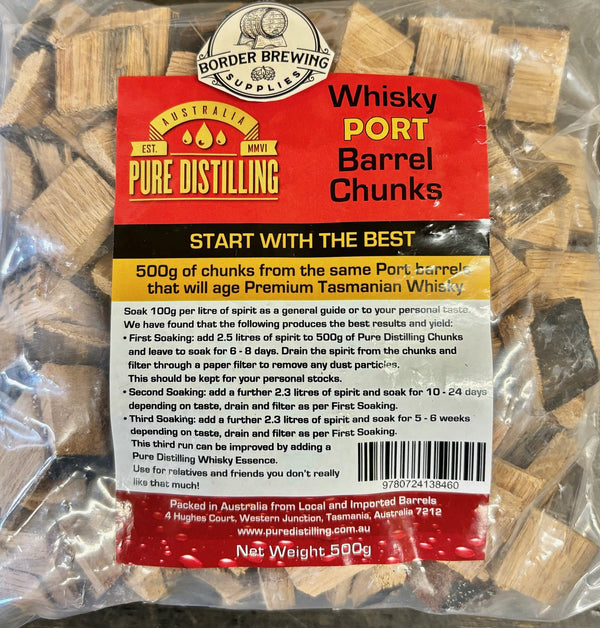 BORDER BREWING
SUPPLIES
AUSTRALIA
EST. MMVI
PURE DISTILLING
Whisky
PORT
Barrel
Chunks
START WITH THE BEST
500g of chunks from the same Port barrels
that will age Premium Tasmanian Whisky
Soak 100g per litre of spirit as a general guide or to your personal taste.
We have found that the following produces the best results and yield:
• First Soaking: add 2.5 litres of spirit to 500g of Pure Distilling Chunks
and leave to soak for 6 - 8 days. Drain the spirit from the chunks and
filter through a paper filter to remove any dust particles.
This should be kept for your personal stocks.
• Second Soaking: add a further 2.3 litres of spirit and soak for 10 - 24 days
depending on taste, drain and filter as per First Soaking.
• Third Soaking: add a further 2.3 litres of spirit and soak for 5 - 6 weeks
depending on taste, drain and filter as per First Soaking.
This third run can be improved by adding a
Pure Distilling Whisky Essence.
Use for relatives and friends you don't really
like that much!
9780724138460
Packed in Australia from Local and Imported Barrels
4 Hughes Court, Western Junction, Tasmania, Australia 7212
www.puredistilling.com.au
Net Weight 500g